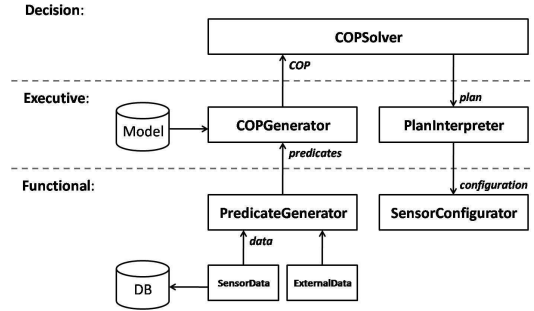 Decision:
COPSolver
COP
plan
Executive:
Model
COPGenerator
PlanInterpreter
predicates
Functional:
configuration
PredicateGenerator
SensorConfigurator
data
DB
SensorData
ExternalData